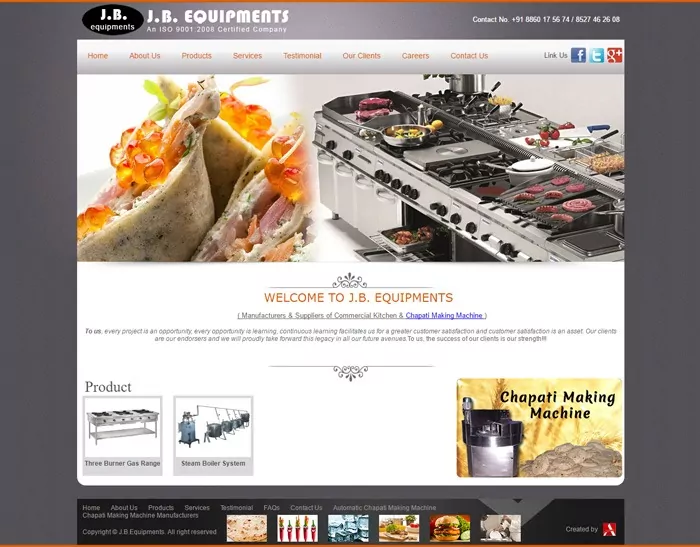 J.B.
equipments
J.B. EQUIPMENTS
An ISO 9001:2008 Certified Company
Contact No. +91 8860 17 56 74 / 8527 46 26 08
Home About Us Products Services Testimonial Our Clients Careers Contact Us
Link Us
WELCOME TO J.B. EQUIPMENTS
( Manufacturers & Suppliers of Commercial Kitchen & Chapati Making Machine )
To us, every project is an opportunity, every opportunity is learning, continuous learning facilitates us for a greater customer satisfaction and customer satisfaction is an asset. Our clients
are our endorsers and we will proudly take forward this legacy in all our future avenues.To us, the success of our clients is our strength!!!
Product
Three Burner Gas Range
Steam Boiler System
Chapati Making
Machine
Home About Us Products Services Testimonial FAQs Contact Us Automatic Chapati Making Machine
Chapati Making Machine Manufacturers
Copyright © J.B.Equipments. All right reserved
Created by